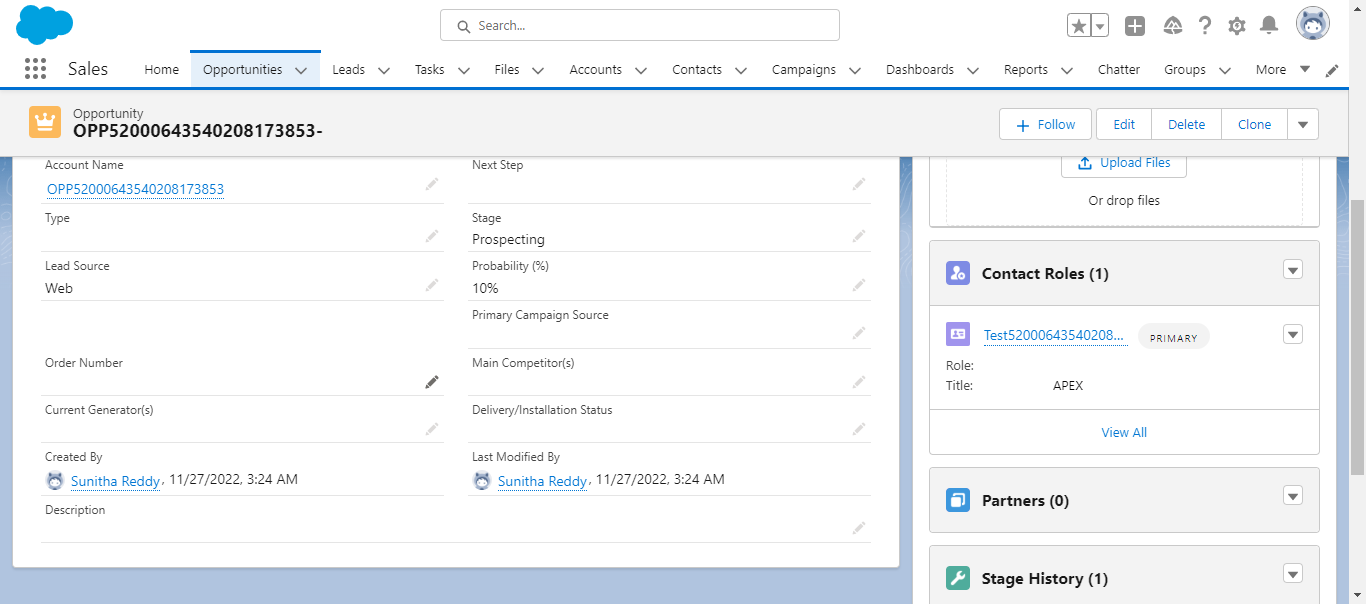 Search...
Sales
Home
Opportunities
Leads
Tasks
Files
Accounts
Contacts
Campaigns
Dashboards
Reports
Chatter
Groups
More
Opportunity
OPP52000643540208173853-
Follow
Edit
Delete
Clone
Account Name
OPP52000643540208173853
Next Step
Type
Stage
Prospecting
Lead Source
Web
Probability (%)
10%
Primary Campaign Source
Order Number
Main Competitor(s)
Current Generator(s)
Delivery/Installation Status
Created By
Sunitha Reddy, 11/27/2022, 3:24 AM
Last Modified By
Sunitha Reddy, 11/27/2022, 3:24 AM
Description
Upload Files
Or drop files
Contact Roles (1)
Test52000643540208...
PRIMARY
Role:
Title: APEX
View All
Partners (0)
Stage History (1)